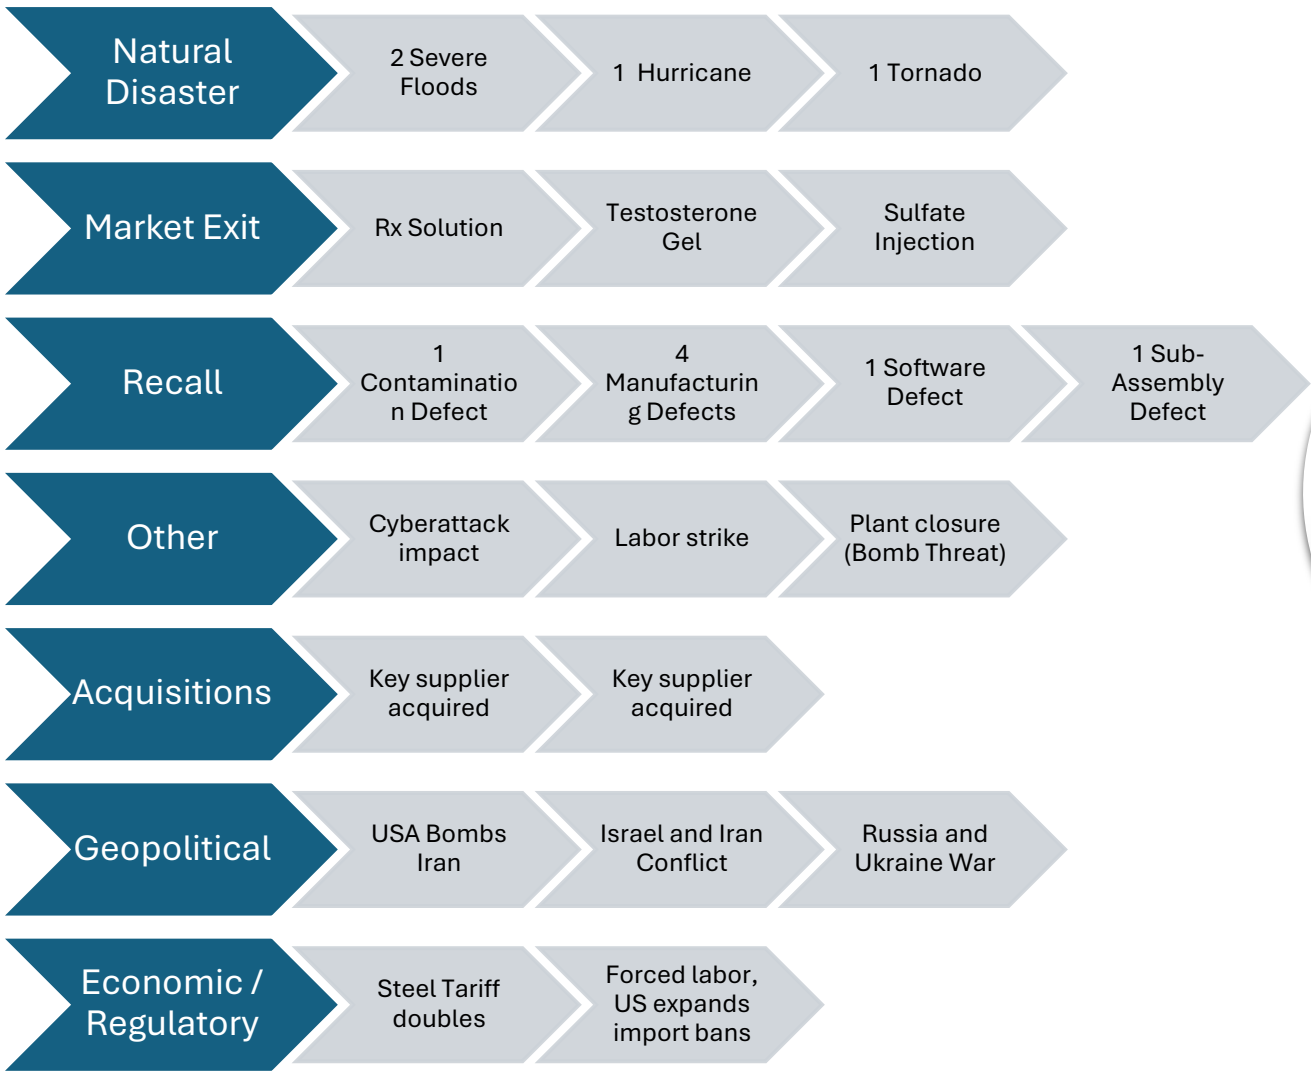 Natural
Disaster
2 Severe
Floods
1 Hurricane
1 Tornado
Market Exit
Rx Solution
Testosterone
Gel
Sulfate
Injection
Recall
1
Contaminatio
n Defect
4
Manufacturin
g Defects
1 Software
Defect
1 Sub-
Assembly
Defect
Other
Cyberattack
impact
Labor strike
Plant closure
(Bomb Threat)
Acquisitions
Key supplier
acquired
Key supplier
acquired
Geopolitical
USA Bombs
Iran
Israel and Iran
Conflict
Russia and
Ukraine War
Economic /
Regulatory
Steel Tariff
doubles
Forced labor,
US expands
import bans